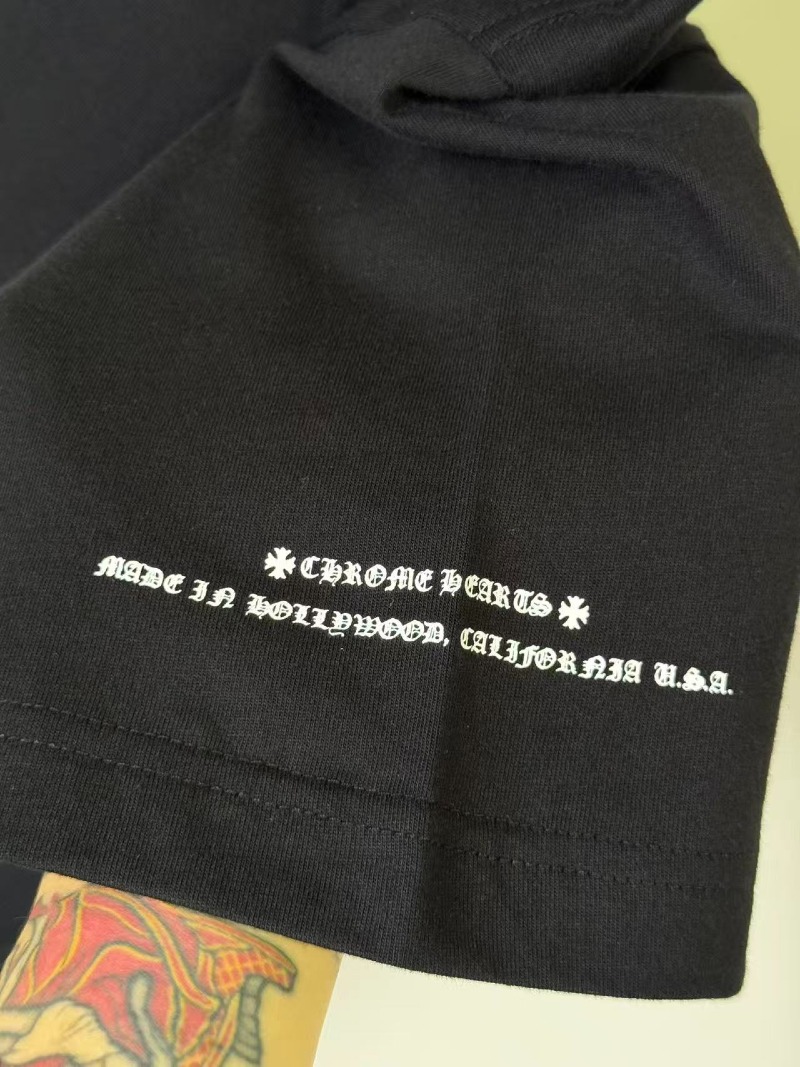 CHROME HEARTS
MADE IN HOLLYWOOD, CALIFORNIA U.S.A.